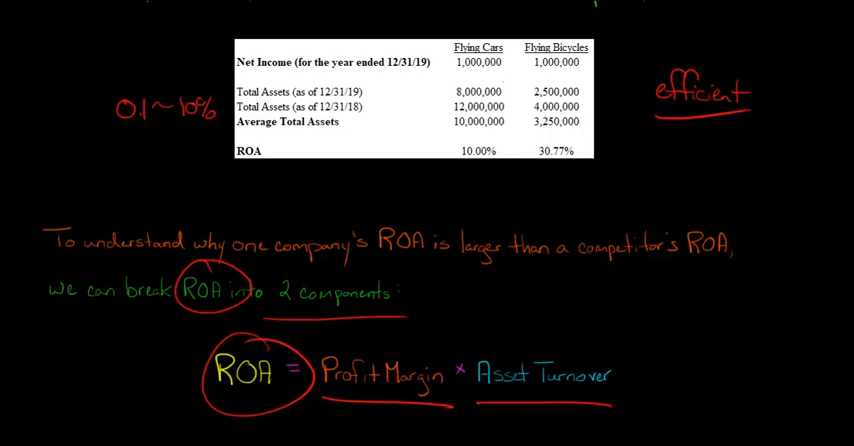 Flying Cars Flying Bicycles
Net Income (for the year ended 12/31/19) 1,000,000 1,000,000
Total Assets (as of 12/31/19) 8,000,000 2,500,000
Total Assets (as of 12/31/18) 12,000,000 4,000,000
Average Total Assets 10,000,000 3,250,000
ROA 10.00% 30.77%
0.1 ~ 10%
efficient
To understand why one company's ROA is larger than a competitor's ROA,
we can break ROA into 2 components:
ROA = Profit Margin * Asset Turnover